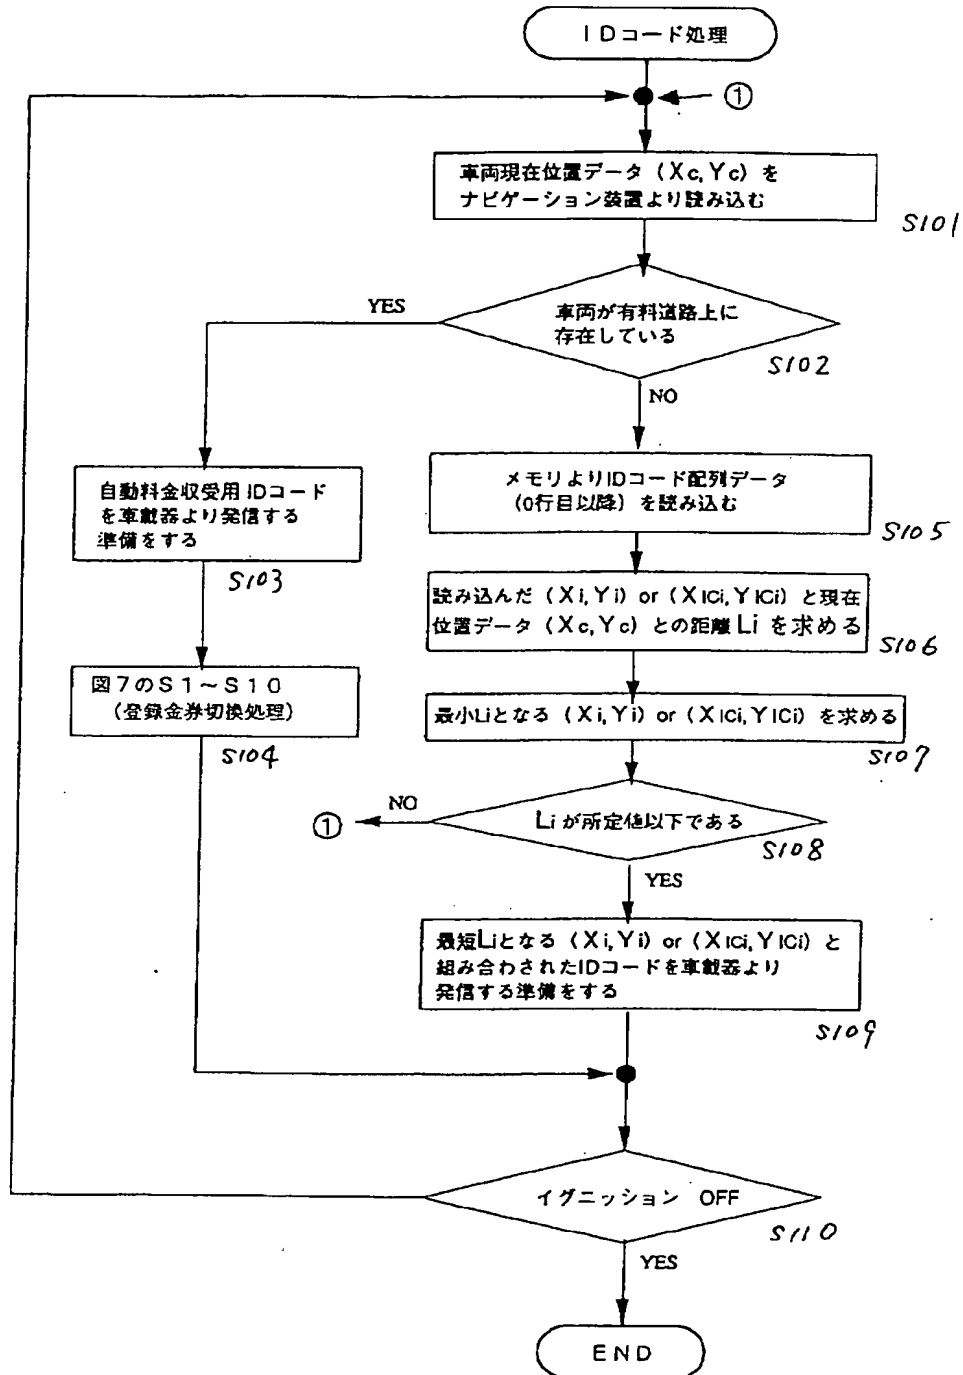 IDコード処理
①
車両現在位置データ (Xc, Yc) を
ナビゲーション装置より読み込む
S101
車両が有料道路上に
存在している
S102
YES
NO
自動料金収受用 IDコード
を車載器より発信する
準備をする
S103
メモリよりIDコード配列データ
(0行目以降) を読み込む
S105
読み込んだ (Xi, Yi) or (XICi, YICi) と現在
位置データ (Xc, Yc) との距離 Li を求める
S106
図7のS1～S10
(登録金券切換処理)
S104
最小Liとなる (Xi, Yi) or (XICi, YICi) を求める
S107
①
NO
Liが所定値以下である
S108
YES
最短Liとなる (Xi, Yi) or (XICi, YICi) と
組み合わされたIDコードを車載器より
発信する準備をする
S109
イグニッション OFF
S110
YES
END